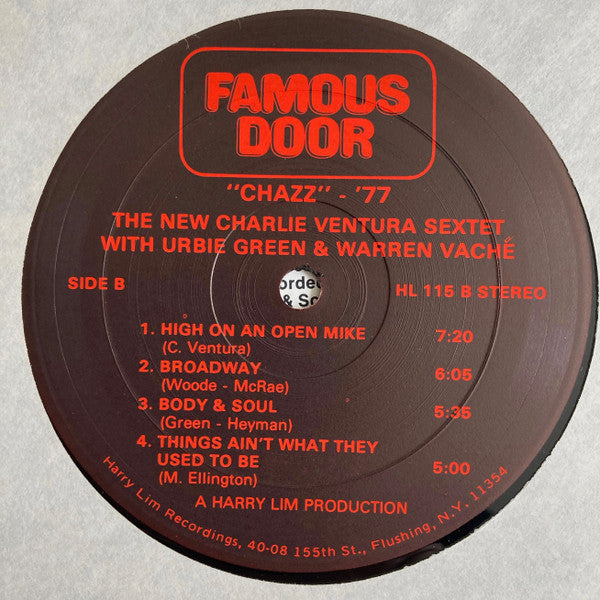 FAMOUS
DOOR
"CHAZZ" - '77
THE NEW CHARLIE VENTURA SEXTET
WITH URBIE GREEN & WARREN VACHÉ
SIDE B
HL 115 B STEREO
1. HIGH ON AN OPEN MIKE 7:20
(C. Ventura)
2. BROADWAY 6:05
(Woode - McRae)
3. BODY & SOUL 5:35
(Green - Heyman)
4. THINGS AIN'T WHAT THEY
USED TO BE 5:00
(M. Ellington)
A HARRY LIM PRODUCTION
Harry Lim Recordings, 40-08 155th St., Flushing, N.Y. 11354